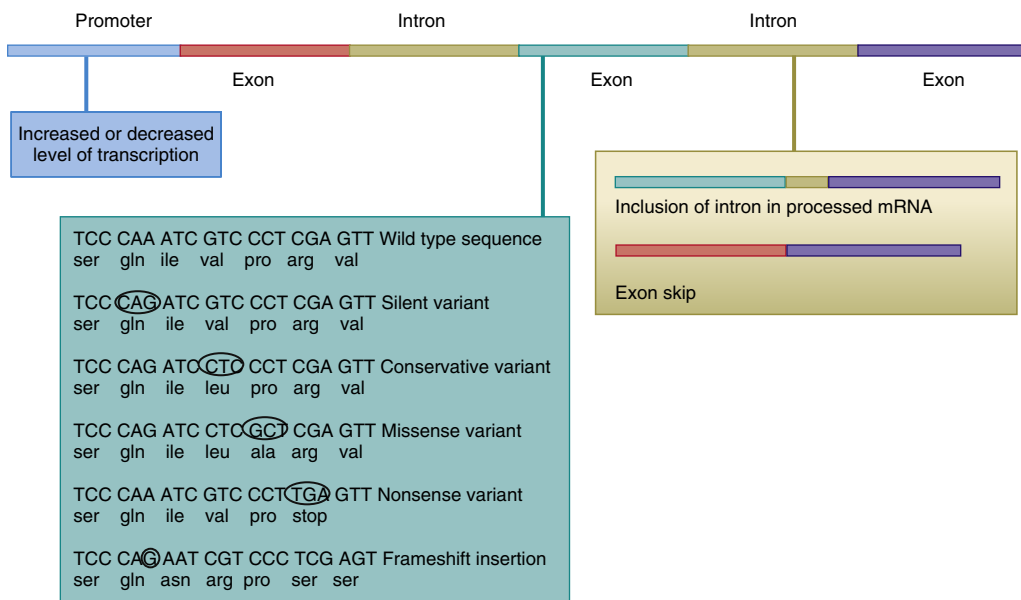 Promoter
Intron
Intron
Exon
Exon
Exon
Increased or decreased
level of transcription
TCC CAA ATC GTC CCT CGA GTT Wild type sequence
ser gln ile val pro arg val
TCC CAG ATC GTC CCT CGA GTT Silent variant
ser gln ile val pro arg val
TCC CAG ATC CTC CCT CGA GTT Conservative variant
ser gln ile leu pro arg val
TCC CAG ATC CTC GCT CGA GTT Missense variant
ser gln ile leu ala arg val
TCC CAA ATC GTC CCT TGA GTT Nonsense variant
ser gln ile val pro stop
TCC CAG AAT CGT CCC TCG AGT Frameshift insertion
ser gln asn arg pro ser ser
Inclusion of intron in processed mRNA
Exon skip